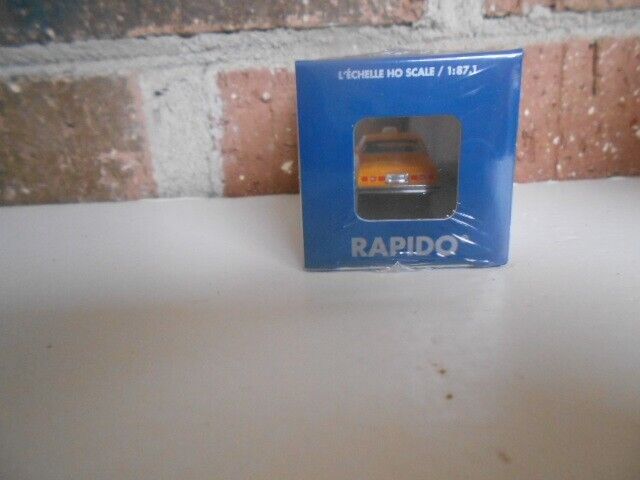 L'ÉCHELLE HO SCALE / 1:87,1
RAPIDO®